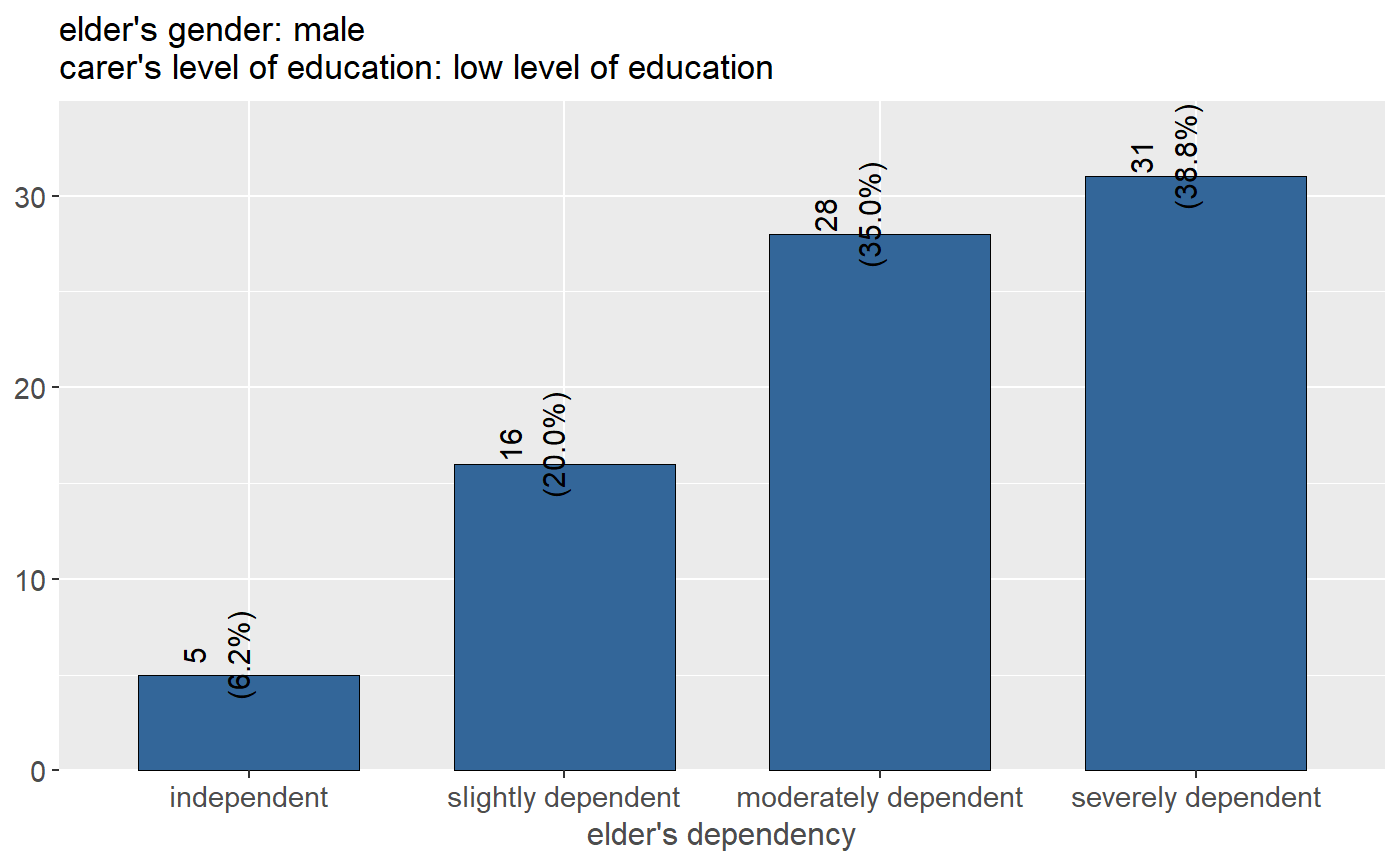 elder's gender: male
carer's level of education: low level of education
30
20
10
0
5
(6.2%)
16
(20.0%)
28
(35.0%)
31
(38.8%)
independent
slightly dependent
moderately dependent
severely dependent
elder's dependency